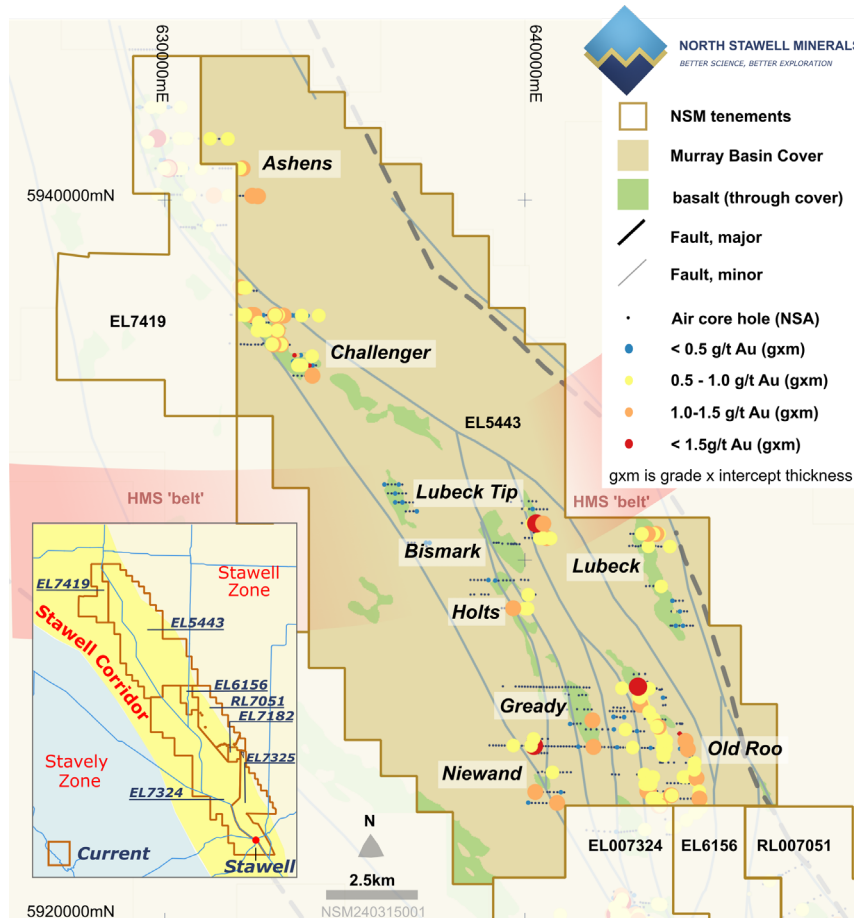 630000mE
640000mE
NORTH STAWELL MINERALS
BETTER SCIENCE, BETTER EXPLORATION
NSM tenements
Murray Basin Cover
basalt (through cover)
Fault, major
Fault, minor
Air core hole (NSA)
< 0.5 g/t Au (gxm)
0.5 - 1.0 g/t Au (gxm)
1.0-1.5 g/t Au (gxm)
< 1.5g/t Au (gxm)
gxm is grade x intercept thickness
Ashens
5940000mN
EL7419
Challenger
EL5443
HMS 'belt'
Lubeck Tip
HMS 'belt'
Bismark
Lubeck
Holts
Gready
Old Roo
Niewand
EL007324
EL6156
RL007051
N
2.5km
NSM240315001
5920000mN
Stawell
Zone
EL7419
EL5443
Stawell Corridor
EL6156
RL7051
EL7182
EL7325
Stavely
Zone
EL7324
Current
Stawell